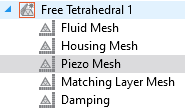 Free Tetrahedral 1
Fluid Mesh
Housing Mesh
Piezo Mesh
Matching Layer Mesh
Damping